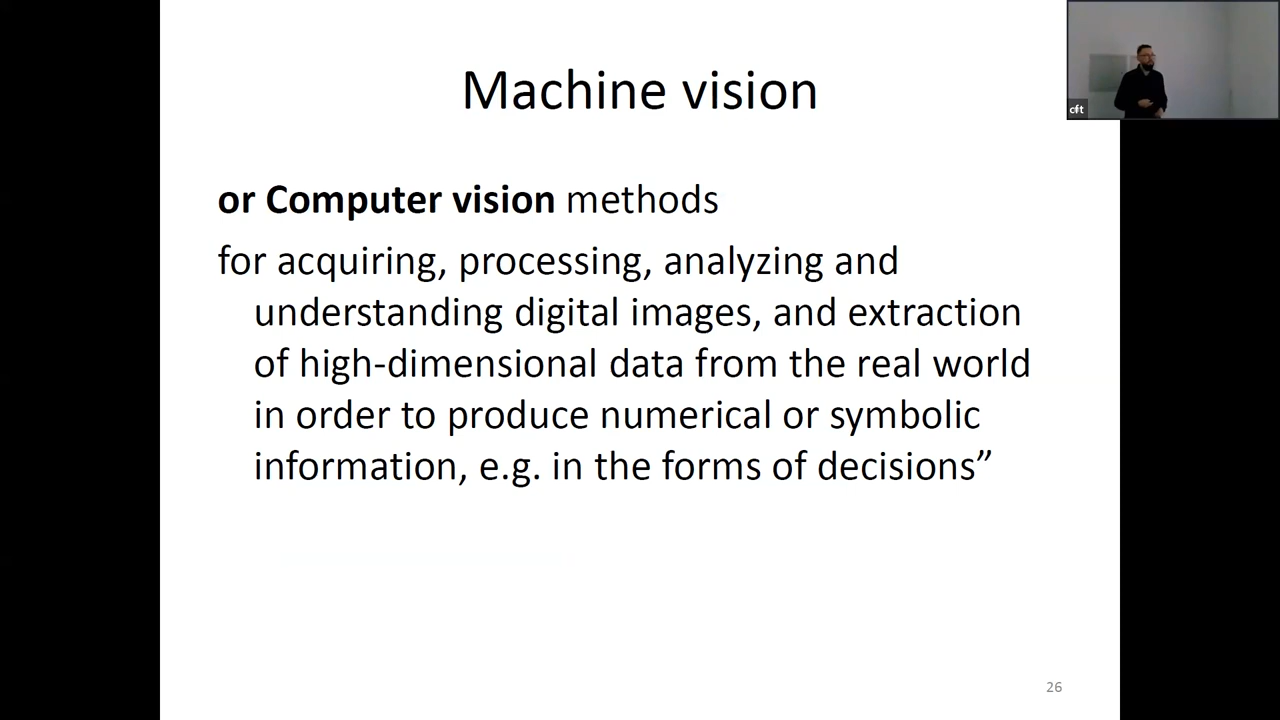 Machine vision
or Computer vision methods
for acquiring, processing, analyzing and
understanding digital images, and extraction
of high-dimensional data from the real world
in order to produce numerical or symbolic
information, e.g. in the forms of decisions”
26
cft